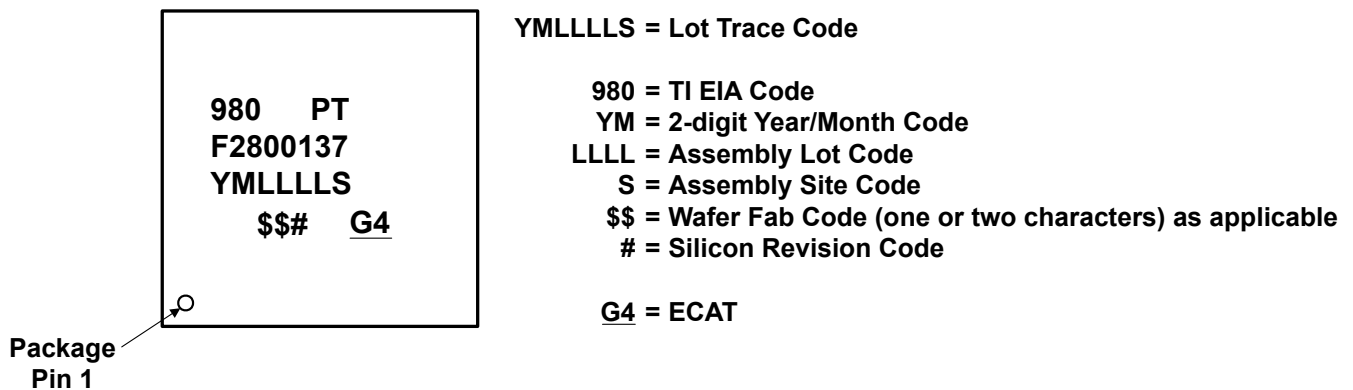 980 PT
F2800137
YMLLLLS
$$# G4
Package
Pin 1
YMLLLLS = Lot Trace Code
980 = TI EIA Code
YM = 2-digit Year/Month Code
LLLL = Assembly Lot Code
S = Assembly Site Code
$$ = Wafer Fab Code (one or two characters) as applicable
# = Silicon Revision Code
G4 = ECAT